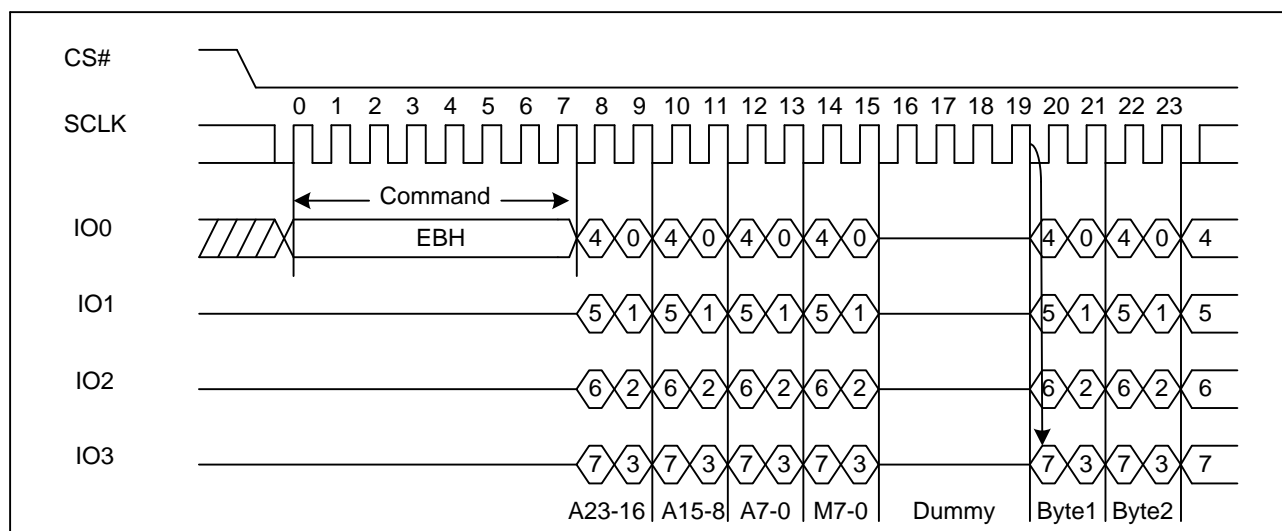 CS#
0 1 2 3 4 5 6 7 8 9 10 11 12 13 14 15 16 17 18 19 20 21 22 23
SCLK
Command
IO0 EBH 4 0 4 0 4 0 4 0 4 0 4 0 4
IO1 5 1 5 1 5 1 5 1 5 1 5 1 5
IO2 6 2 6 2 6 2 6 2 6 2 6 2 6
IO3 7 3 7 3 7 3 7 3 7 3 7 3 7
A23-16 A15-8 A7-0 M7-0 Dummy Byte1 Byte2